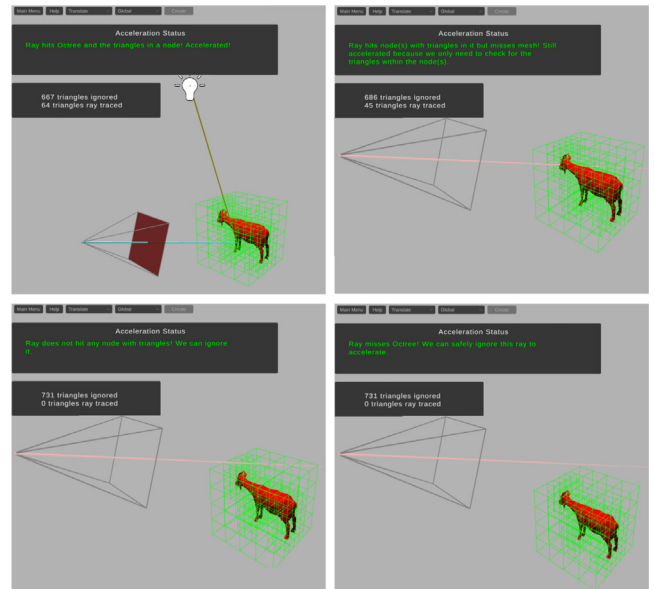 Main Menu Help Translate Global Create
Acceleration Status
Ray hits Octree and the triangles in a node! Accelerated!
667 triangles ignored
64 triangles ray traced
Main Menu Help Translate Global Create
Acceleration Status
Ray hits node(s) with triangles in it but misses mesh! Still
accelerated because we only need to check for the
triangles within the node(s).
686 triangles ignored
45 triangles ray traced
Main Menu Help Translate Global Create
Acceleration Status
Ray does not hit any node with triangles! We can ignore
it.
731 triangles ignored
0 triangles ray traced
Main Menu Help Translate Global Create
Acceleration Status
Ray misses Octree! We can safely ignore this ray to
accelerate.
731 triangles ignored
0 triangles ray traced